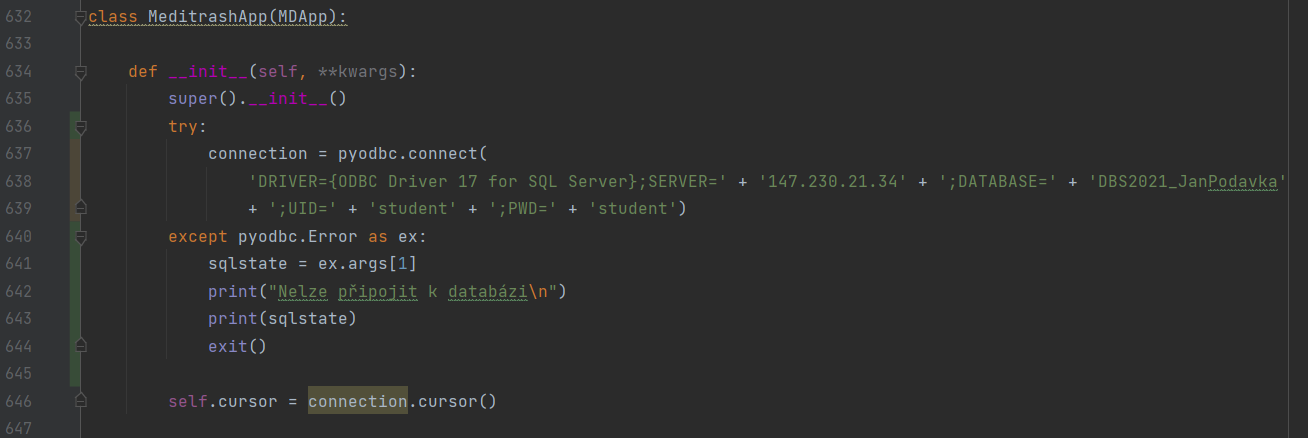 632 class MeditrashApp(MDApp):
633
634 def __init__(self, **kwargs):
635 super().__init__()
636 try:
637 connection = pyodbc.connect(
638 'DRIVER={ODBC Driver 17 for SQL Server};SERVER=' + '147.230.21.34' + ';DATABASE=' + 'DBS2021_JanPodavka'
639 + ';UID=' + 'student' + ';PWD=' + 'student')
640 except pyodbc.Error as ex:
641 sqlstate = ex.args[1]
642 print("Nelze připojit k databázi\n")
643 print(sqlstate)
644 exit()
645
646 self.cursor = connection.cursor()
647